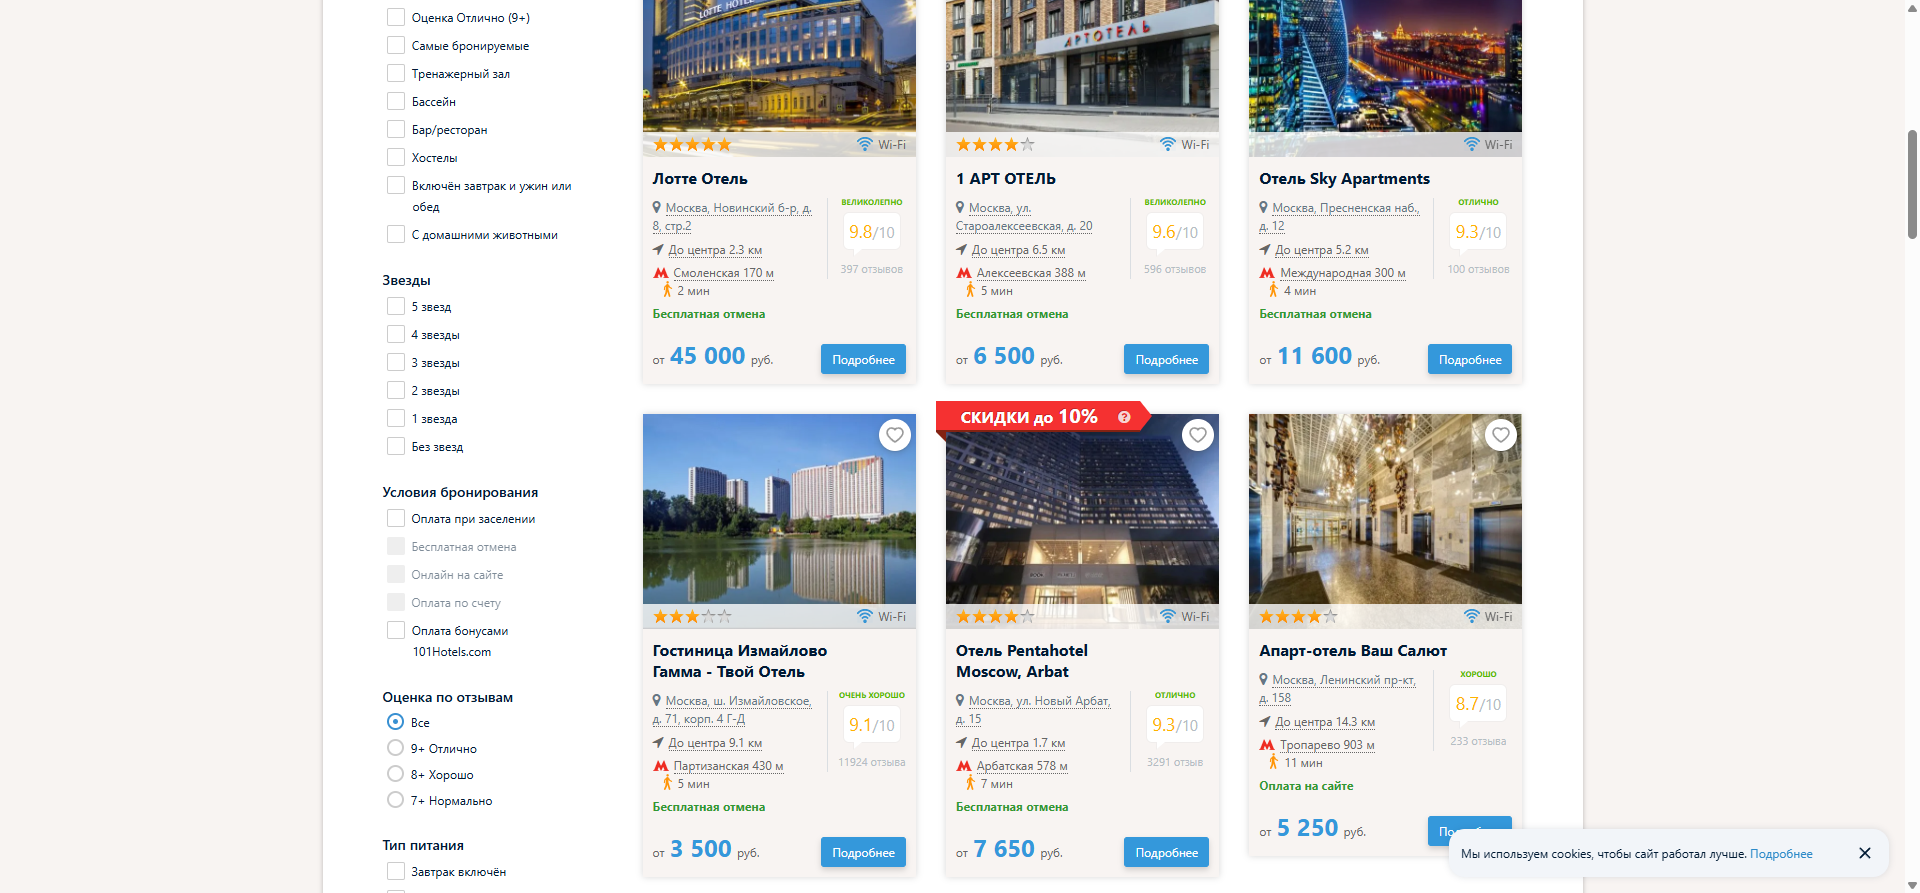 Оценка Отлично (9+)
Самые бронируемые
Тренажерный зал
Бассейн
Бар/ресторан
Хостелы
Включён завтрак и ужин или
обед
С домашними животными
Звезды
5 звезд
4 звезды
3 звезды
2 звезды
1 звезда
Без звезд
Условия бронирования
Оплата при заселении
Бесплатная отмена
Онлайн на сайте
Оплата по счету
Оплата бонусами
101Hotels.com
Оценка по отзывам
Все
9+ Отлично
8+ Хорошо
7+ Нормально
Тип питания
Завтрак включён
LOTTE HOTEL
Wi-Fi
Лотте Отель
Москва, Новинский б-р, д.
8, стр.2
До центра 2.3 км
Смоленская 170 м
2 мин
Бесплатная отмена
ВЕЛИКОЛЕПНО
9.8/10
397 отзывов
от 45 000 руб.
Подробнее
АРТОТЕЛЬ
Wi-Fi
1 АРТ ОТЕЛЬ
Москва, ул.
Староалексеевская, д. 20
До центра 6.5 км
Алексеевская 388 м
5 мин
Бесплатная отмена
ВЕЛИКОЛЕПНО
9.6/10
596 отзывов
от 6 500 руб.
Подробнее
Wi-Fi
Отель Sky Apartments
Москва, Пресненская наб.,
д. 12
До центра 5.2 км
Международная 300 м
4 мин
Бесплатная отмена
ОТЛИЧНО
9.3/10
100 отзывов
от 11 600 руб.
Подробнее
Wi-Fi
Гостиница Измайлово
Гамма - Твой Отель
Москва, ш. Измайловское,
д. 71, корп. 4 Г-Д
До центра 9.1 км
Партизанская 430 м
5 мин
Бесплатная отмена
ОЧЕНЬ ХОРОШО
9.1/10
11924 отзыва
от 3 500 руб.
Подробнее
СКИДКИ до 10% ?
Wi-Fi
Отель Pentahotel
Moscow, Arbat
Москва, ул. Новый Арбат,
д. 15
До центра 1.7 км
Арбатская 578 м
7 мин
Бесплатная отмена
ОТЛИЧНО
9.3/10
3291 отзыв
от 7 650 руб.
Подробнее
Wi-Fi
Апарт-отель Ваш Салют
Москва, Ленинский пр-кт,
д. 158
До центра 14.3 км
Тропарево 903 м
11 мин
Оплата на сайте
ХОРОШО
8.7/10
233 отзыва
от 5 250 руб.
Мы используем cookies, чтобы сайт работал лучше. Подробнее